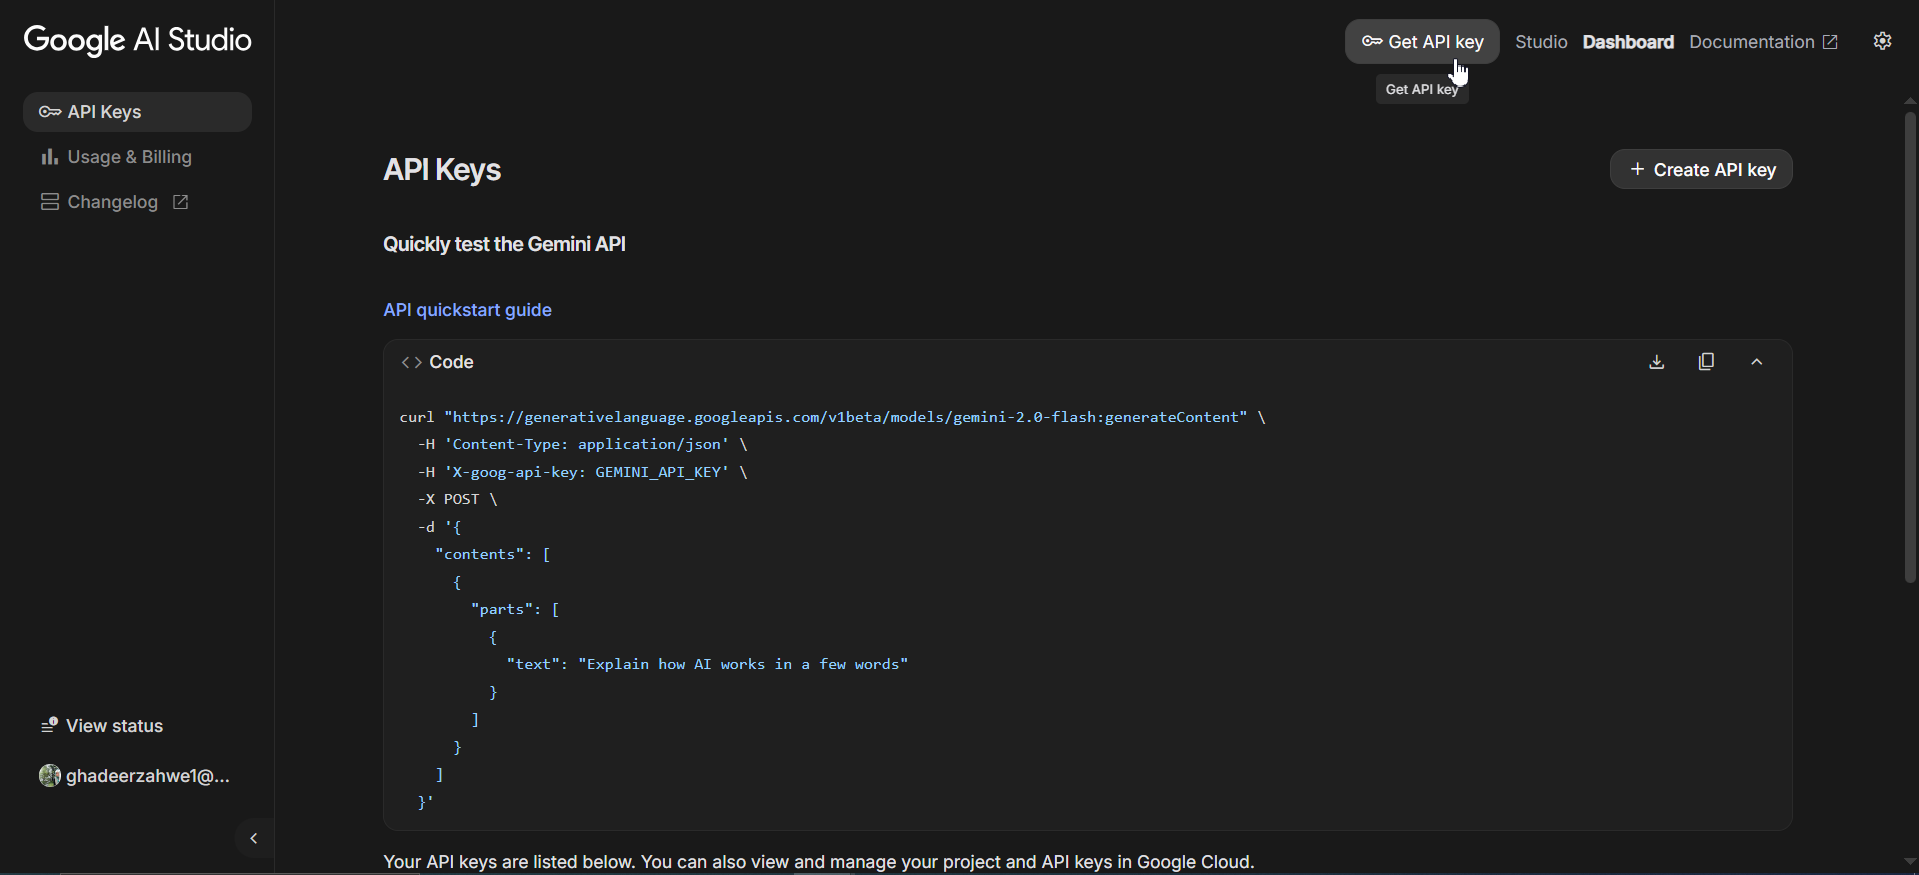 Google AI Studio
Get API key
Studio
Dashboard
Documentation
Get API key
API Keys
Usage & Billing
Changelog
API Keys
Create API key
Quickly test the Gemini API
API quickstart guide
<> Code
curl "https://generativelanguage.googleapis.com/v1beta/models/gemini-2.0-flash:generateContent" \
  -H 'Content-Type: application/json' \
  -H 'X-goog-api-key: GEMINI_API_KEY' \
  -X POST \
  -d '{
    "contents": [
      {
        "parts": [
          {
            "text": "Explain how AI works in a few words"
          }
        ]
      }
    ]
  }'
Your API keys are listed below. You can also view and manage your project and API keys in Google Cloud.
View status
ghadeerzahwe1@...